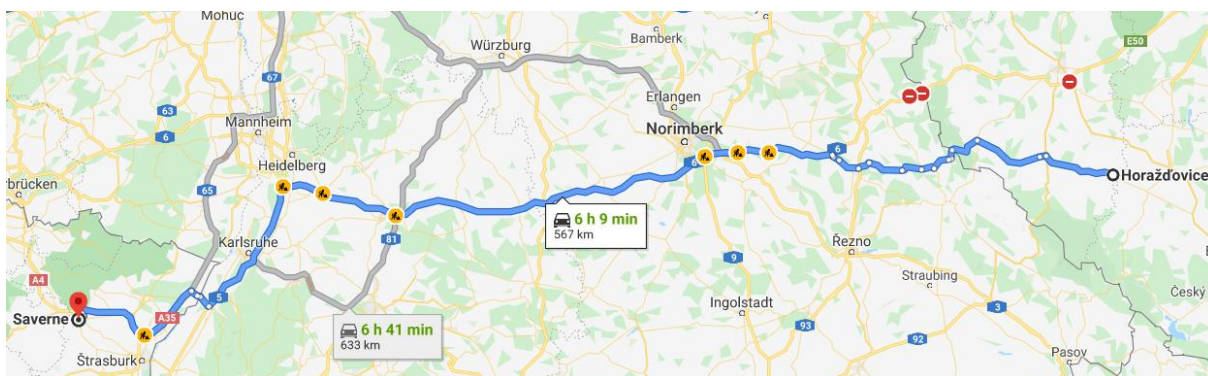 Mohuc
Würzburg
Bamberk
E50
67
63
6
Mannheim
Erlangen
Norimberk
6
6
Heidelberg
Horažďovice
65
6 h 9 min
567 km
81
Karlsruhe
Řezno
A4
5
9
Straubing
Saverne
A35
6 h 41 min
633 km
Ingolstadt
3
Český
93
Štrasburk
92
Pasov